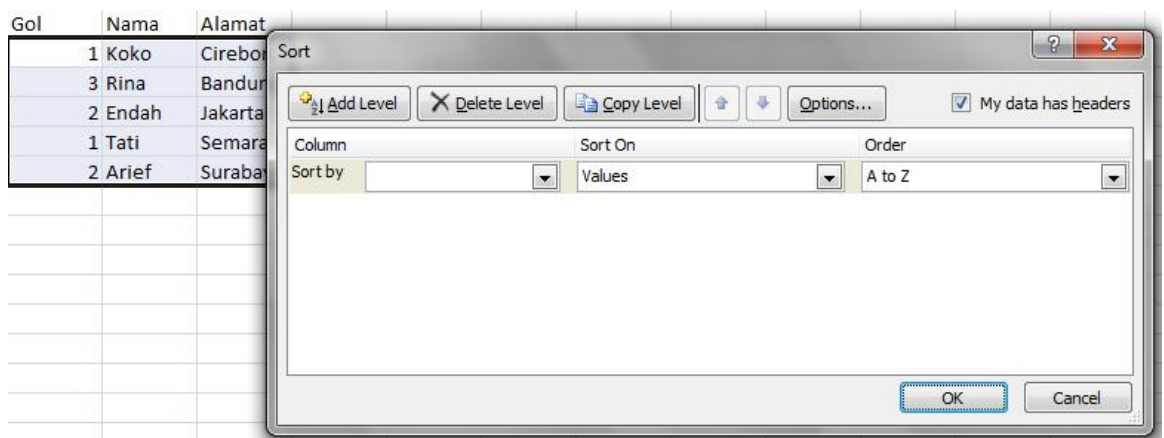 Gol Nama Alamat
1 Koko
3 Rina
2 Endah Jakarta
1 Tati
2 Arief
Sort
Add Level Delete Level Copy Level Options... My data has headers
Column Sort On Order
Sort by Values A to Z
OK Cancel